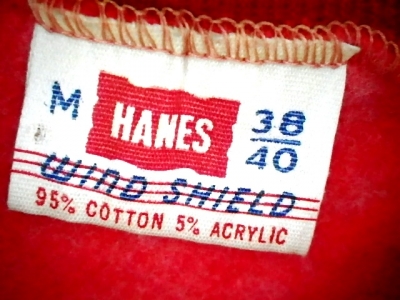 M HANES 38/40
WIND SHIELD
95% COTTON 5% ACRYLIC